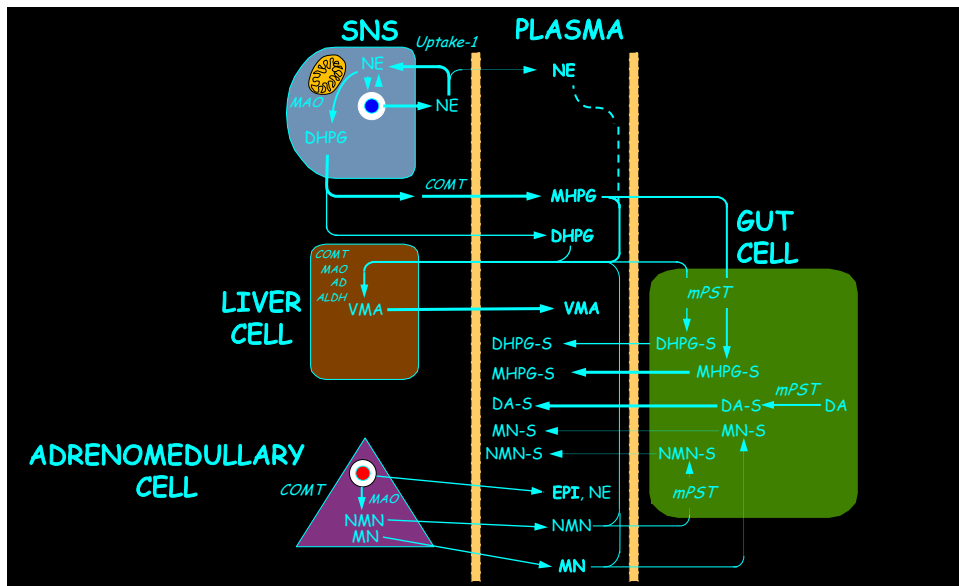 SNS
PLASMA
Uptake-1
NE
NE
MAO
NE
DHPG
COMT
MHPG
DHPG
GUT
CELL
COMT
MAO
AD
ALDH
VMA
LIVER
CELL
VMA
mPST
DHPG-S
DHPG-S
MHPG-S
MHPG-S
mPST
DA-S
DA-S
DA
MN-S
MN-S
NMN-S
NMN-S
ADRENOMEDULLARY
CELL
COMT
MAO
EPI, NE
mPST
NMN
MN
NMN
MN